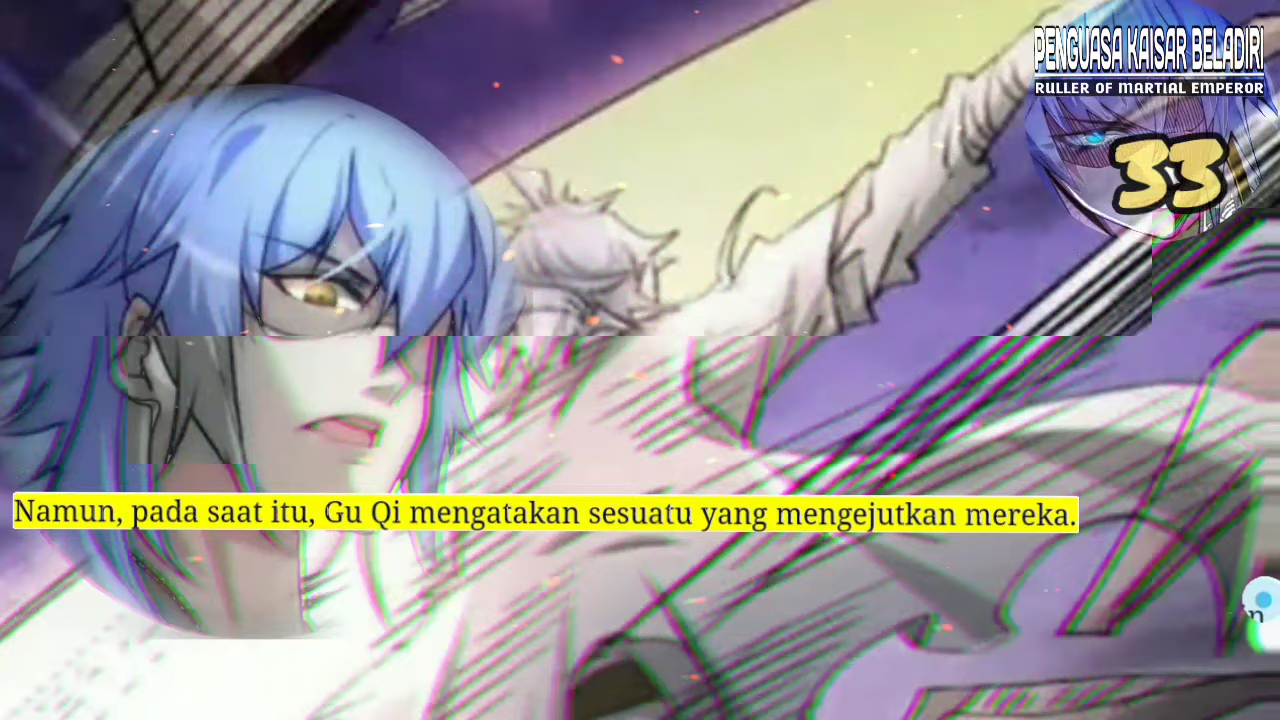 PENGUASA KAISAR BELADIRI
RULLER OF MARTIAL EMPEROR
33
Namun, pada saat itu, Gu Qi mengatakan sesuatu yang mengejutkan mereka.